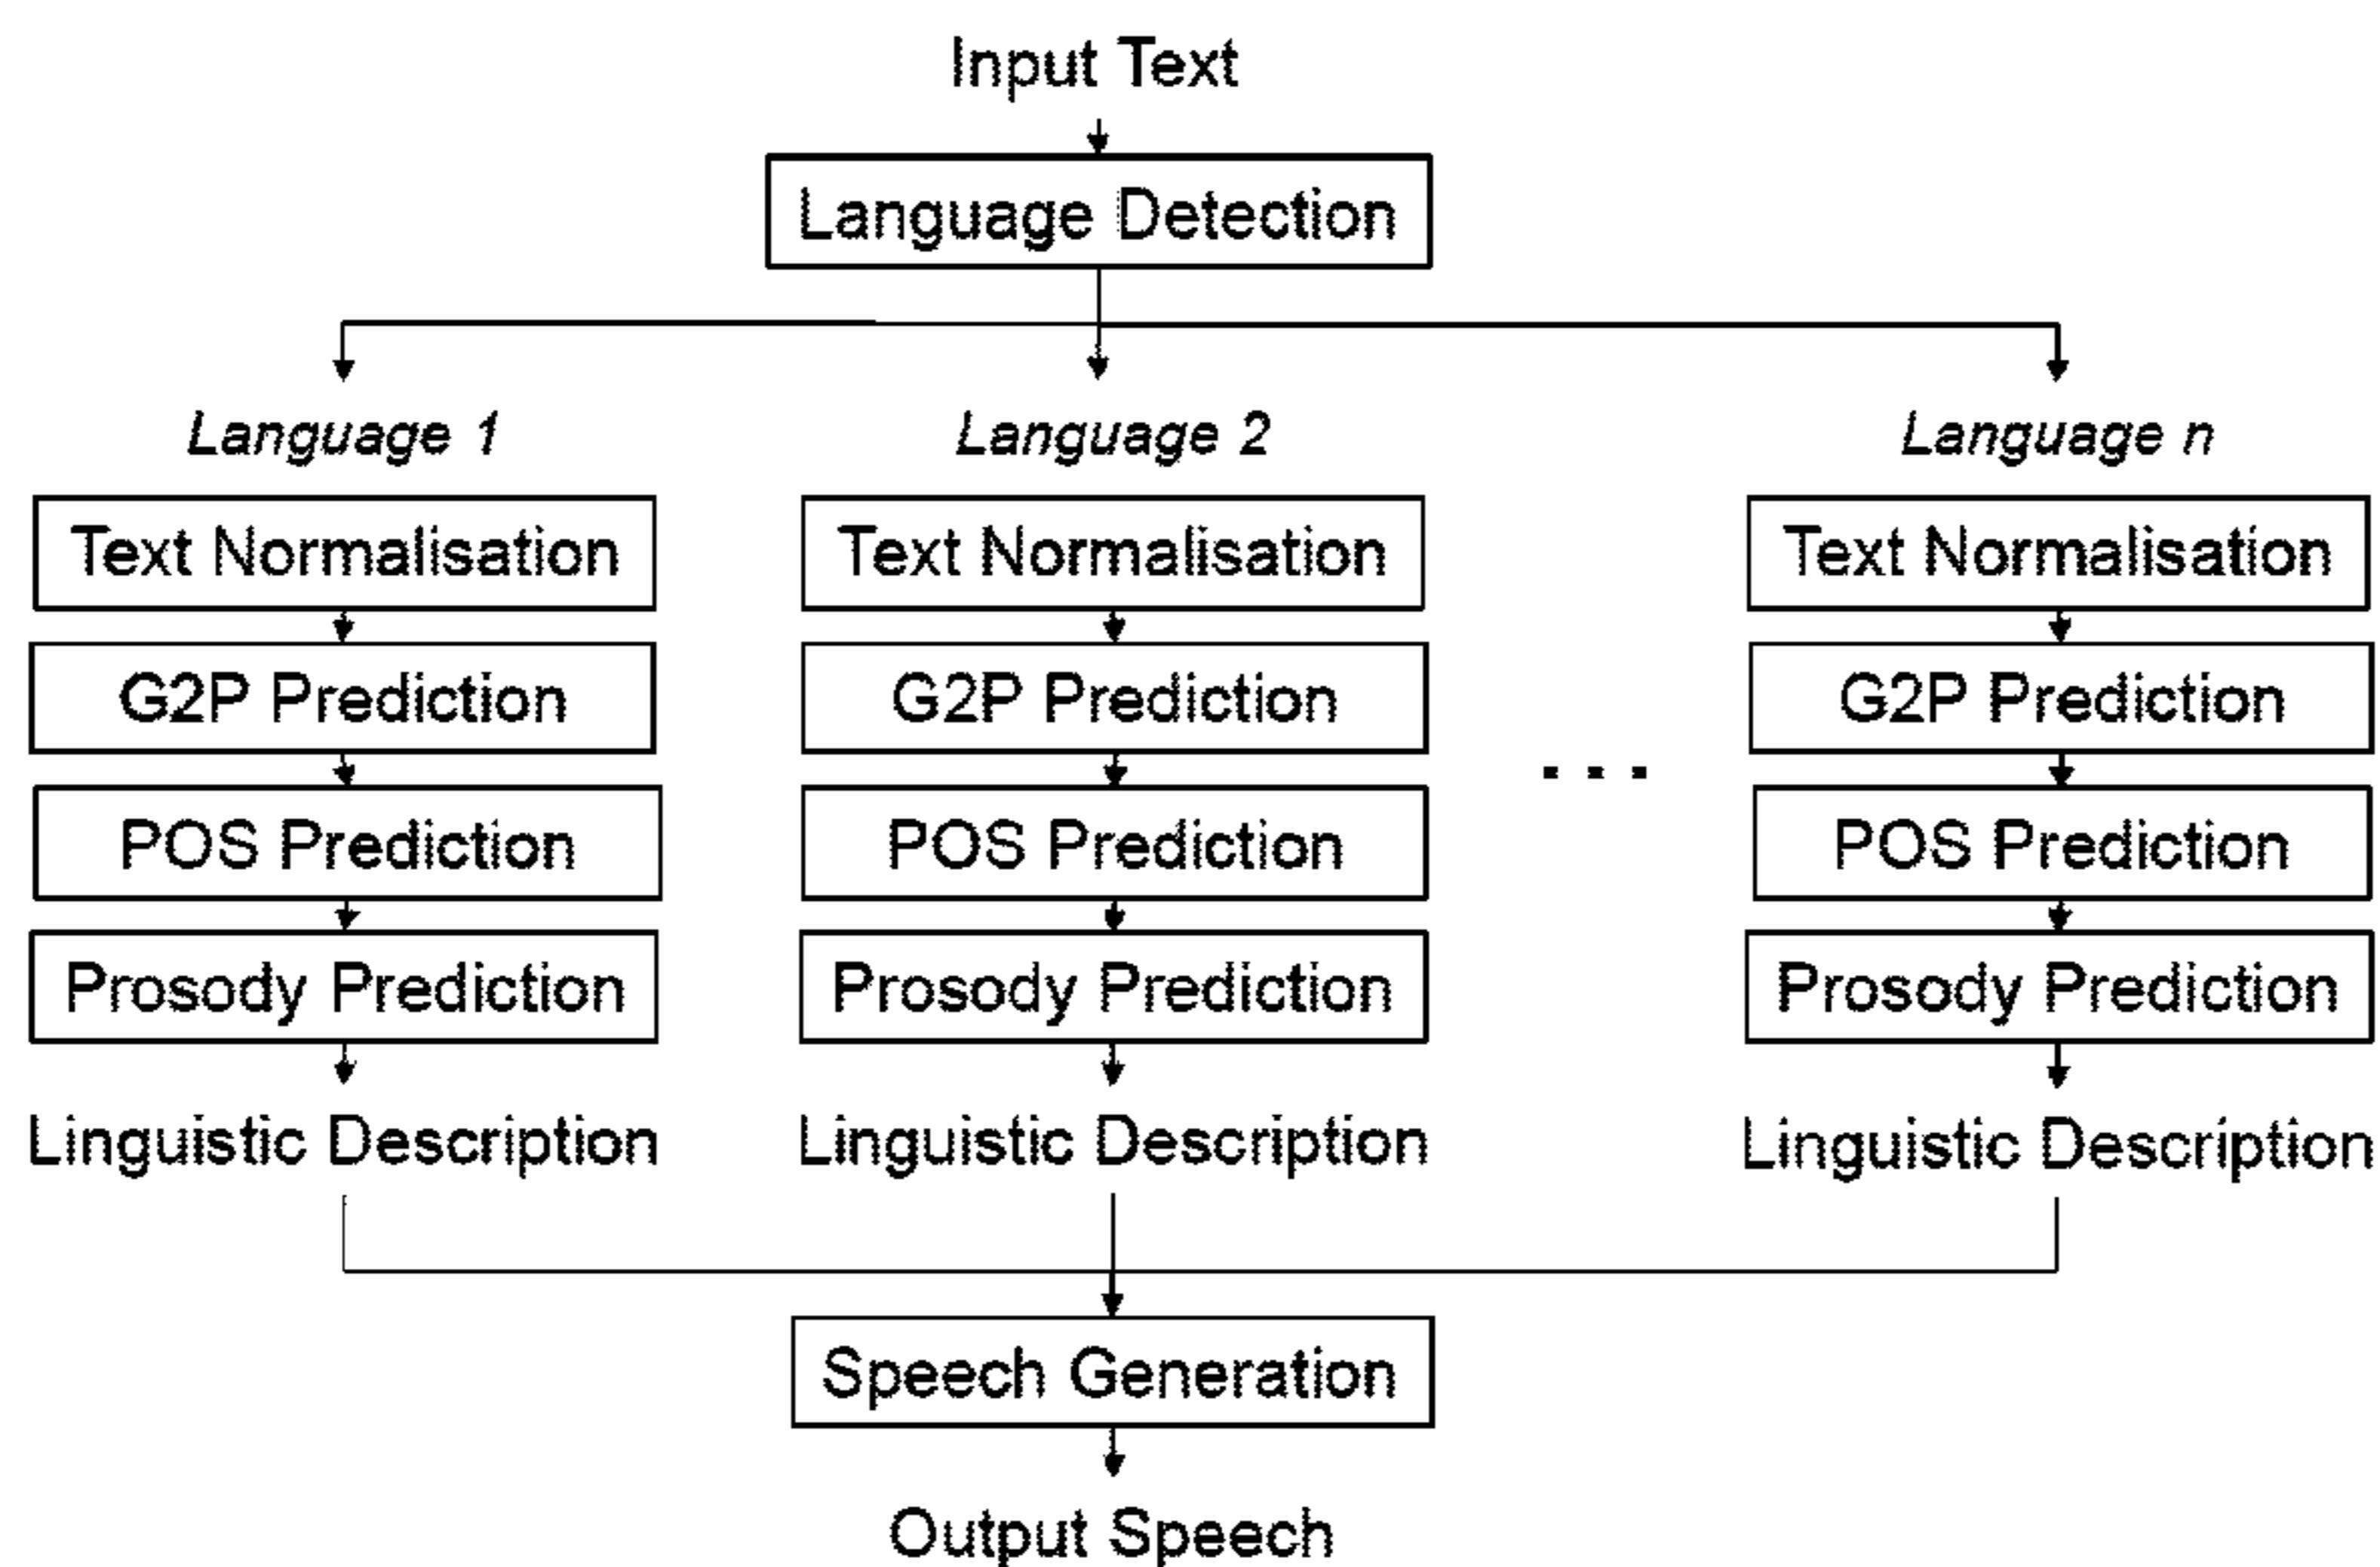 Input Text
Language Detection
Language 1 Language 2 Language n
Text Normalisation Text Normalisation Text Normalisation
G2P Prediction G2P Prediction G2P Prediction
. . .
POS Prediction POS Prediction POS Prediction
Prosody Prediction Prosody Prediction Prosody Prediction
Linguistic Description Linguistic Description Linguistic Description
Speech Generation
Output Speech